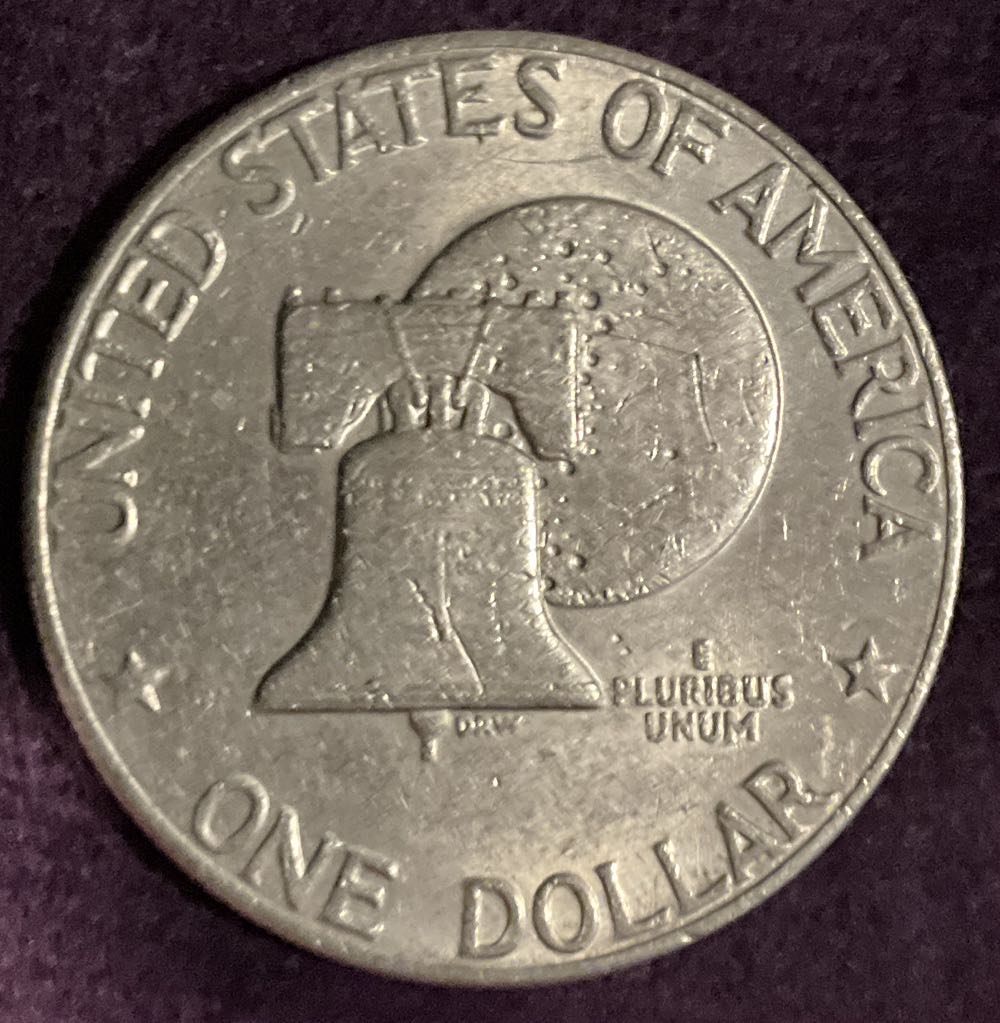 UNITED STATES OF AMERICA
E
PLURIBUS
UNUM
DRW
ONE DOLLAR